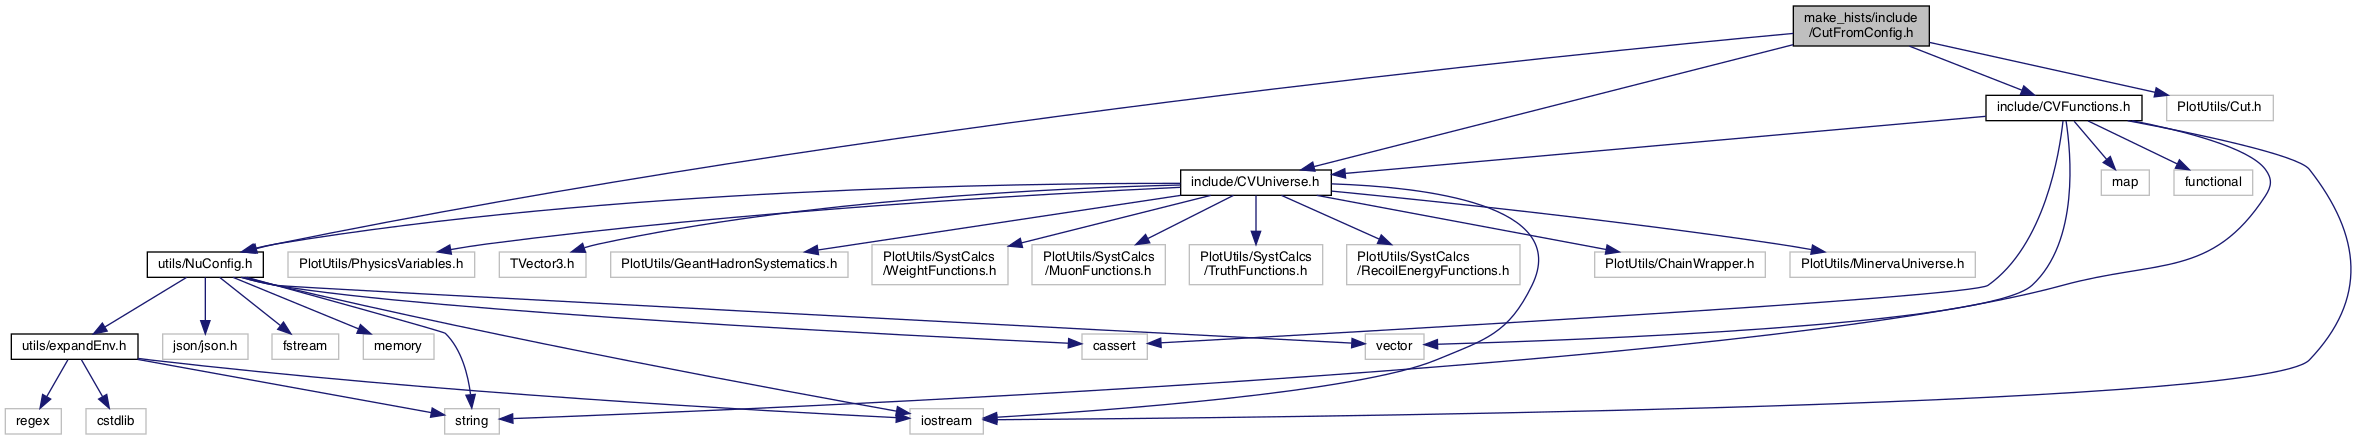 make_hists/include
/CutFromConfig.h
include/CVFunctions.h
PlotUtils/Cut.h
include/CVUniverse.h
map
functional
utils/NuConfig.h
PlotUtils/PhysicsVariables.h
TVector3.h
PlotUtils/GeantHadronSystematics.h
PlotUtils/SystCalcs
/WeightFunctions.h
PlotUtils/SystCalcs
/MuonFunctions.h
PlotUtils/SystCalcs
/TruthFunctions.h
PlotUtils/SystCalcs
/RecoilEnergyFunctions.h
PlotUtils/ChainWrapper.h
PlotUtils/MinervaUniverse.h
utils/expandEnv.h
json/json.h
fstream
memory
cassert
vector
regex
cstdlib
string
iostream